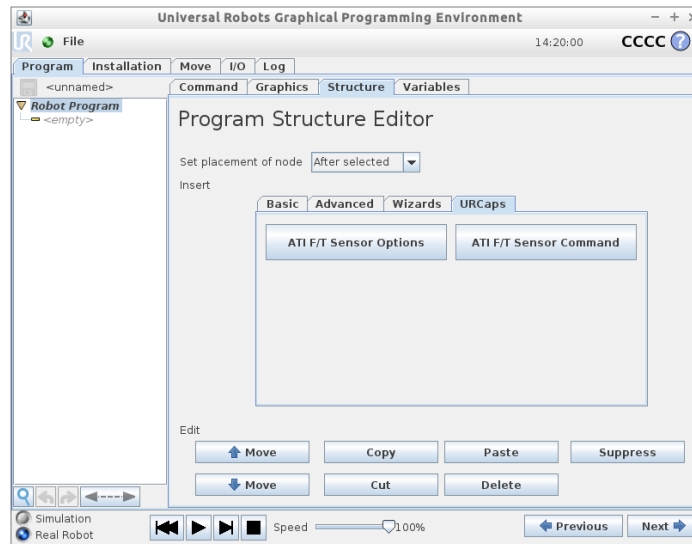 Universal Robots Graphical Programming Environment
UR File 14:20:00 CCCC ?
Program Installation Move I/O Log
<unnamed> Command Graphics Structure Variables
Robot Program
<empty>
Program Structure Editor
Set placement of node After selected
Insert
Basic Advanced Wizards URCaps
ATI F/T Sensor Options ATI F/T Sensor Command
Edit
Move Copy Paste Suppress
Move Cut Delete
Simulation
Real Robot
Speed 100% Previous Next